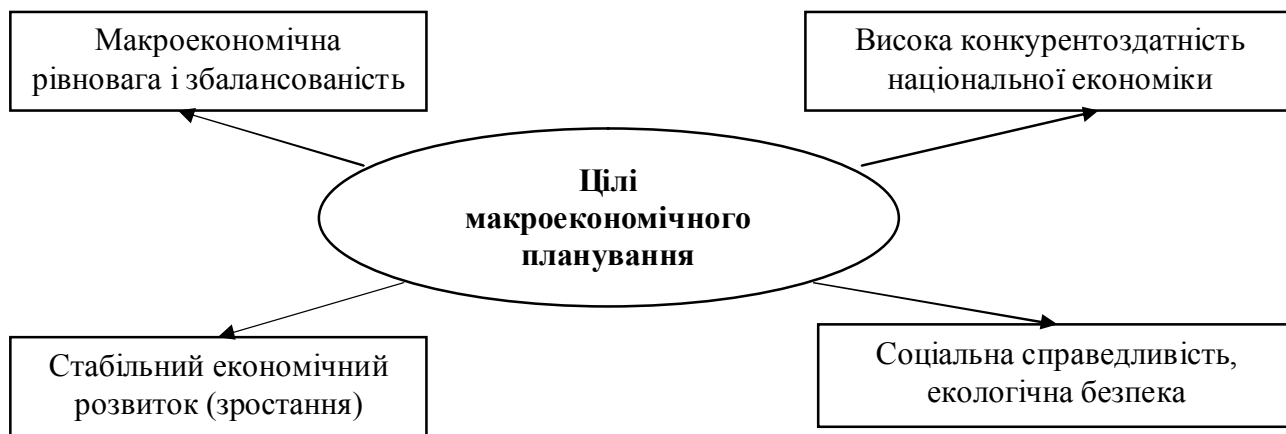 Макроекономічна
рівновага і збалансованість
Висока конкурентоздатність
національної економіки
Цілі
макроекономічного
планування
Стабільний економічний
розвиток (зростання)
Соціальна справедливість,
екологічна безпека